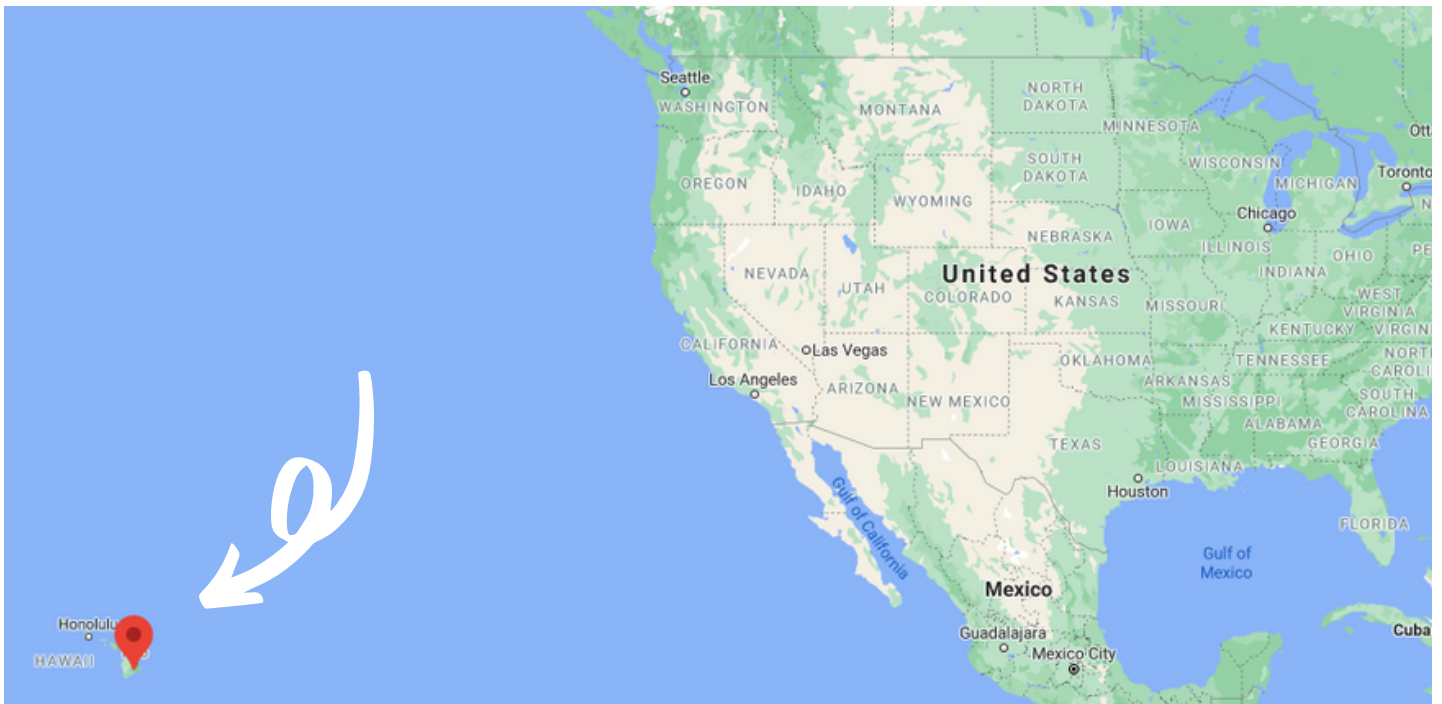 Seattle
WASHINGTON
MONTANA
NORTH
DAKOTA
MINNESOTA
Ott
OREGON
IDAHO
WYOMING
SOUTH
DAKOTA
WISCONSIN
MICHIGAN
Toronto
N
Chicago
NEBRASKA
IOWA
ILLINOIS
INDIANA
OHIO
PE
NEVADA
UTAH
United States
COLORADO
KANSAS
MISSOURI
WEST
VIRGINIA
KENTUCKY
VIRGINI
CALIFORNIA
Las Vegas
OKLAHOMA
TENNESSEE
NORT
CAROLI
Los Angeles
ARIZONA
NEW MEXICO
ARKANSAS
MISSISSIPPI
SOUTH
CAROLINA
ALABAMA
GEORGIA
TEXAS
LOUISIANA
Houston
FLORIDA
Gulf of California
Gulf of
Mexico
Mexico
Honolulu
HAWAII
Guadalajara
Mexico City
Cuba